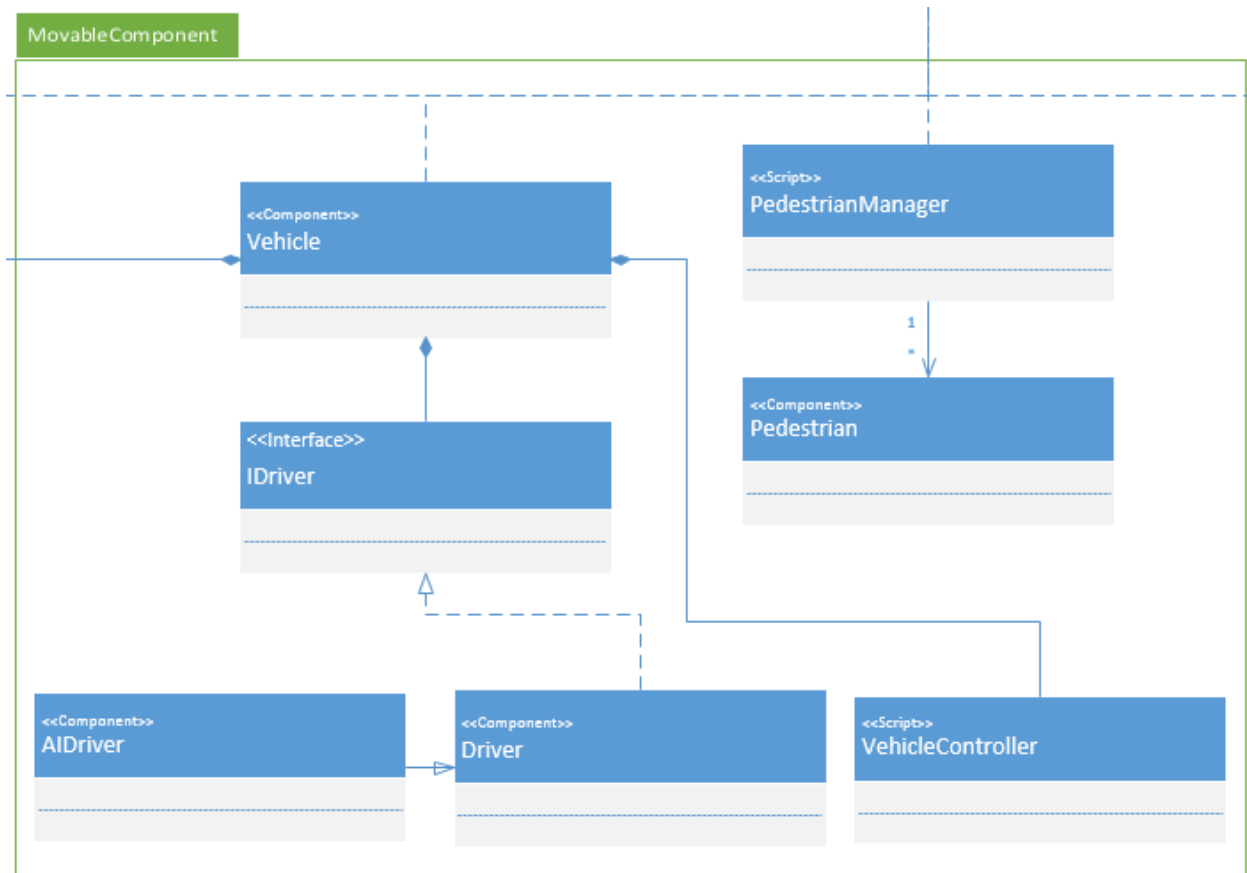 MovableComponent
<<Script>>
PedestrianManager
<<Component>>
Vehicle
1
*
<<Component>>
Pedestrian
<<Interface>>
IDriver
<<Component>>
AIDriver
<<Component>>
Driver
<<Script>>
VehicleController